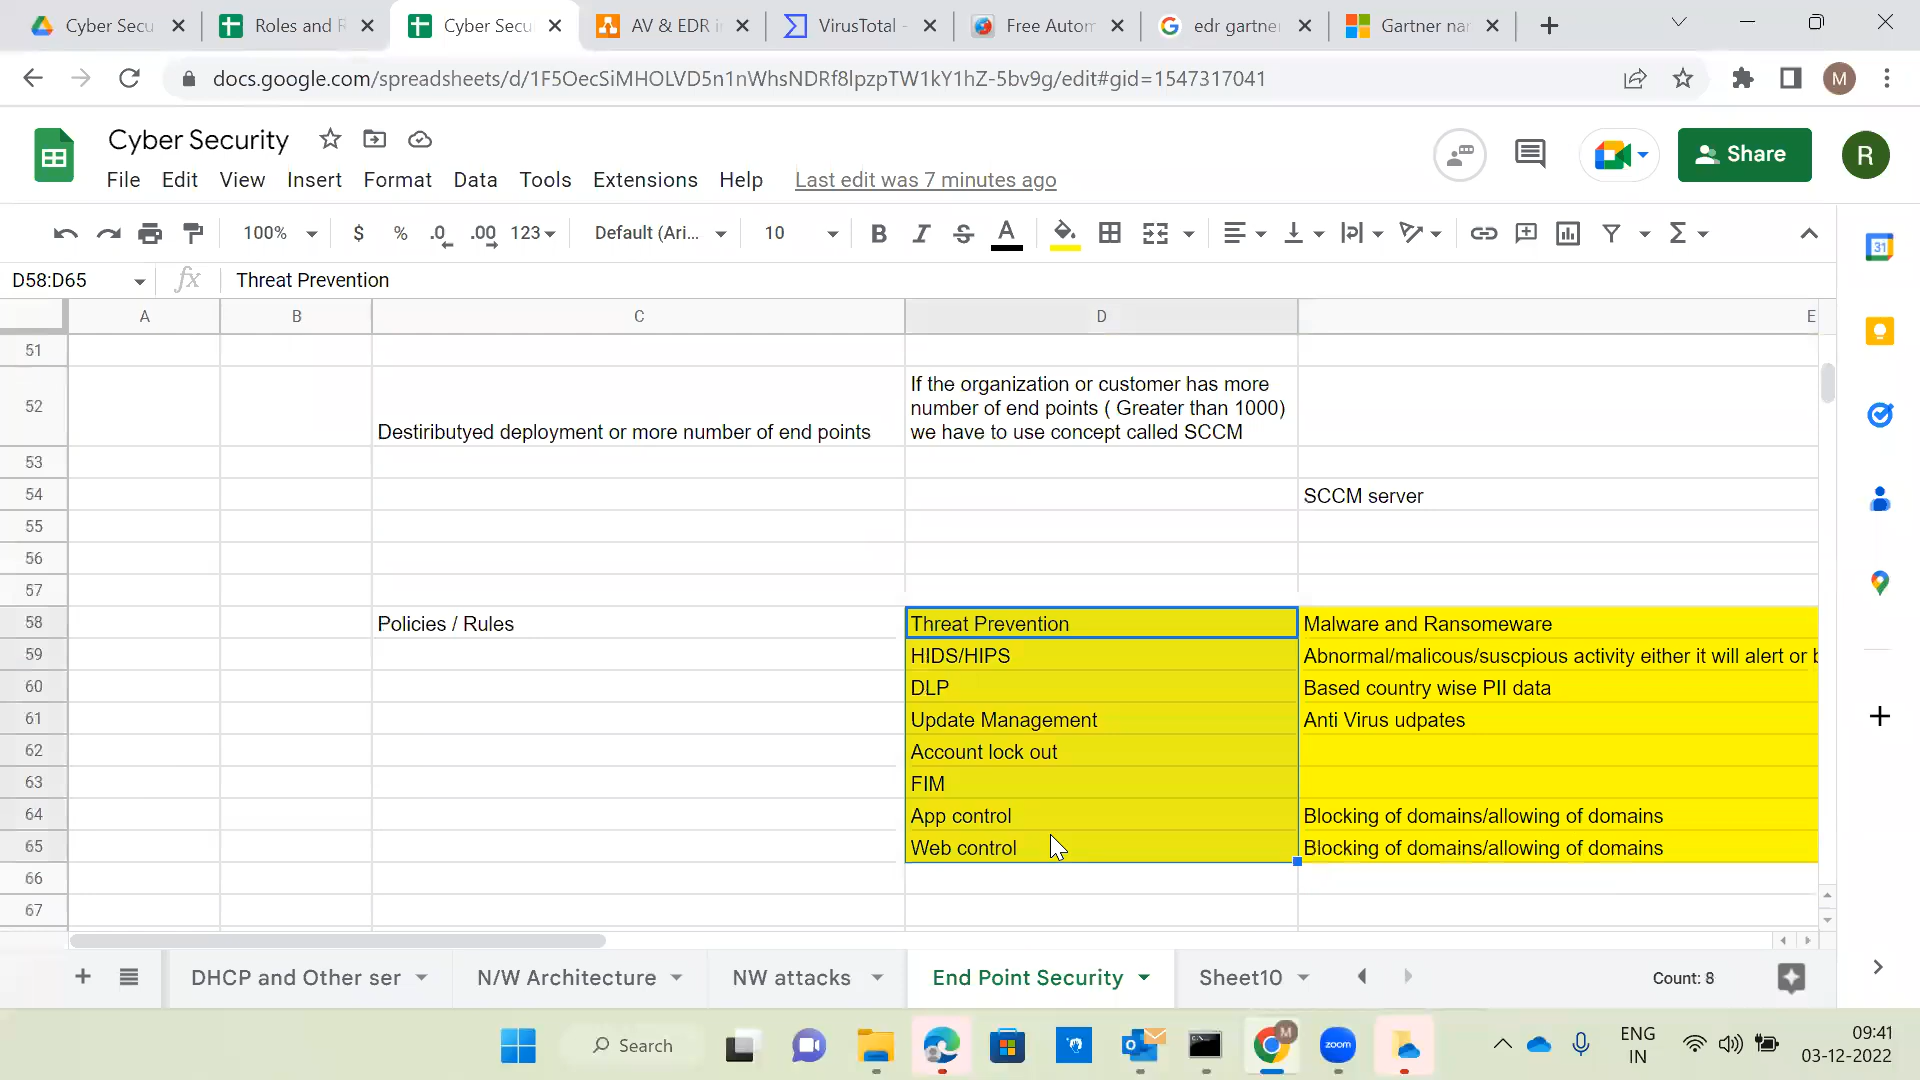 Cyber Secu
Roles and R
Cyber Secu
AV & EDR i
VirusTotal -
Free Autom
edr gartne
Gartner nar
docs.google.com/spreadsheets/d/1F5OecSiMHOLVD5n1nWhsNDRf8lpzpTW1kY1hZ-5bv9g/edit#gid=1547317041
M
Cyber Security
Share
R
File Edit View Insert Format Data Tools Extensions Help Last edit was 7 minutes ago
100% $ % .0 .00 123 Default (Ari... 10 B I S A
31
D58:D65 fx Threat Prevention
A B C D E
51
52 Destiributyed deployment or more number of end points
If the organization or customer has more
number of end points ( Greater than 1000)
we have to use concept called SCCM
53
54 SCCM server
55
56
57
58 Policies / Rules Threat Prevention Malware and Ransomeware
59 HIDS/HIPS Abnormal/malicous/suscpious activity either it will alert or b
60 DLP Based country wise PII data
61 Update Management Anti Virus udpates
62 Account lock out
63 FIM
64 App control Blocking of domains/allowing of domains
65 Web control Blocking of domains/allowing of domains
66
67
DHCP and Other ser N/W Architecture NW attacks End Point Security Sheet10 Count: 8
Search
M
zoom
ENG
IN
09:41
03-12-2022